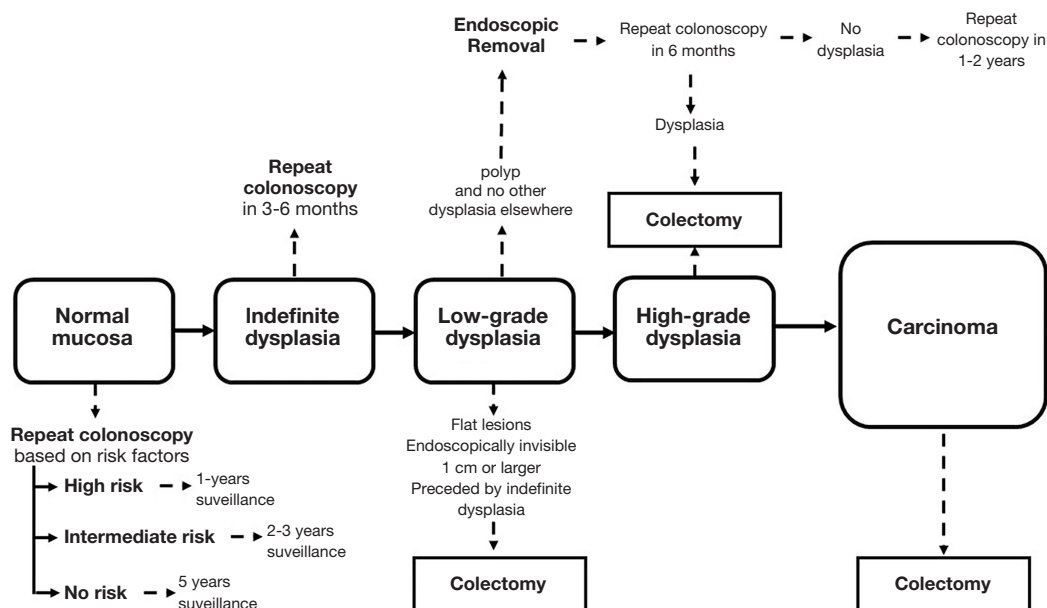 Endoscopic
Removal
Repeat colonoscopy
in 6 months
No
dysplasia
Repeat
colonoscopy in
1-2 years
Dysplasia
Repeat
colonoscopy
in 3-6 months
polyp
and no other
dysplasia elsewhere
Colectomy
Normal
mucosa
Indefinite
dysplasia
Low-grade
dysplasia
High-grade
dysplasia
Carcinoma
Repeat colonoscopy
based on risk factors
High risk
1-years
suveillance
Intermediate risk
2-3 years
suveillance
No risk
5 years
suveillance
Flat lesions
Endoscopically invisible
1 cm or larger
Preceded by indefinite
dysplasia
Colectomy
Colectomy